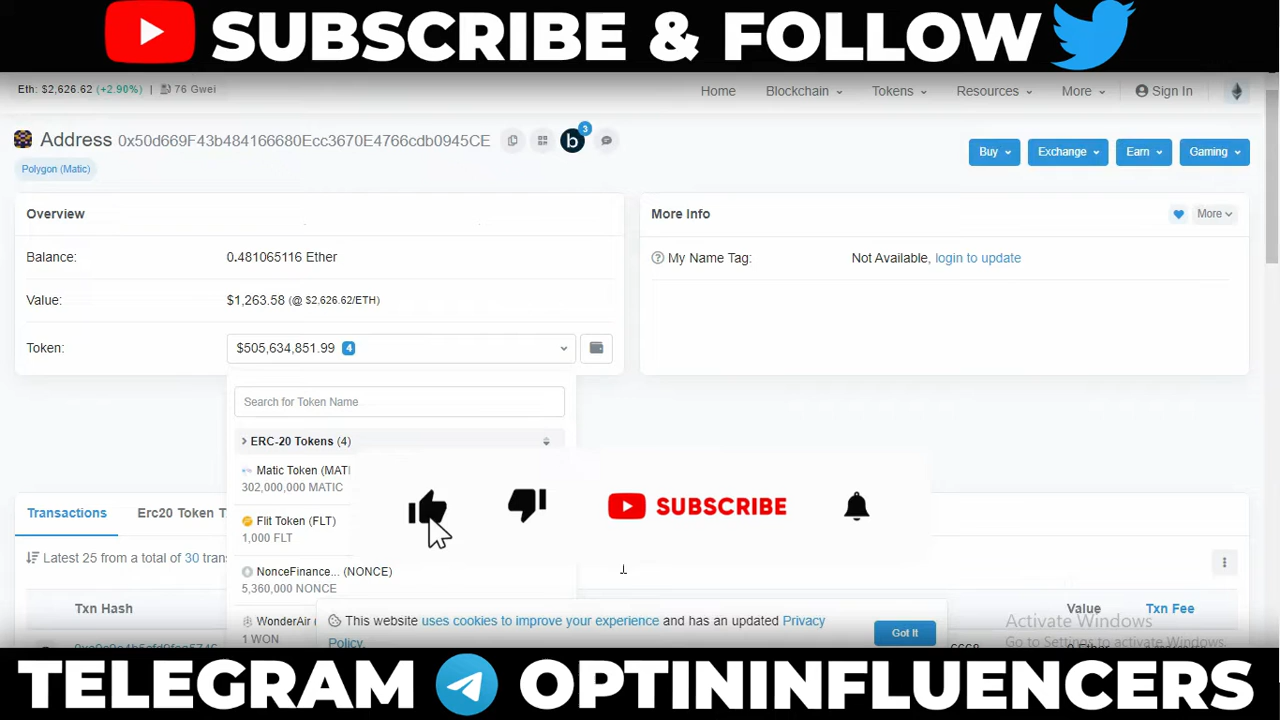 SUBSCRIBE & FOLLOW
Eth: $2,626.62 (+2.90%) | 76 Gwei
Home Blockchain Tokens Resources More Sign In
Address 0x50d669F43b484166680Ecc3670E4766cdb0945CE
b 3
Buy Exchange Earn Gaming
Polygon (Matic)
Overview
More Info
More
Balance: 0.481065116 Ether
My Name Tag: Not Available, login to update
Value: $1,263.58 (@ $2,626.62/ETH)
Token: $505,634,851.99 4
Search for Token Name
ERC-20 Tokens (4)
Matic Token (MATI
302,000,000 MATIC
SUBSCRIBE
Transactions Erc20 Token T
Flit Token (FLT)
1,000 FLT
Latest 25 from a total of 30 trans
NonceFinance... (NONCE)
5,360,000 NONCE
Txn Hash Value Txn Fee
WonderAir (
1 WON
This website uses cookies to improve your experience and has an updated Privacy
Policy.
Got It
Activate Windows
Go to Settings to activate Windows.
TELEGRAM OPTININFLUENCERS